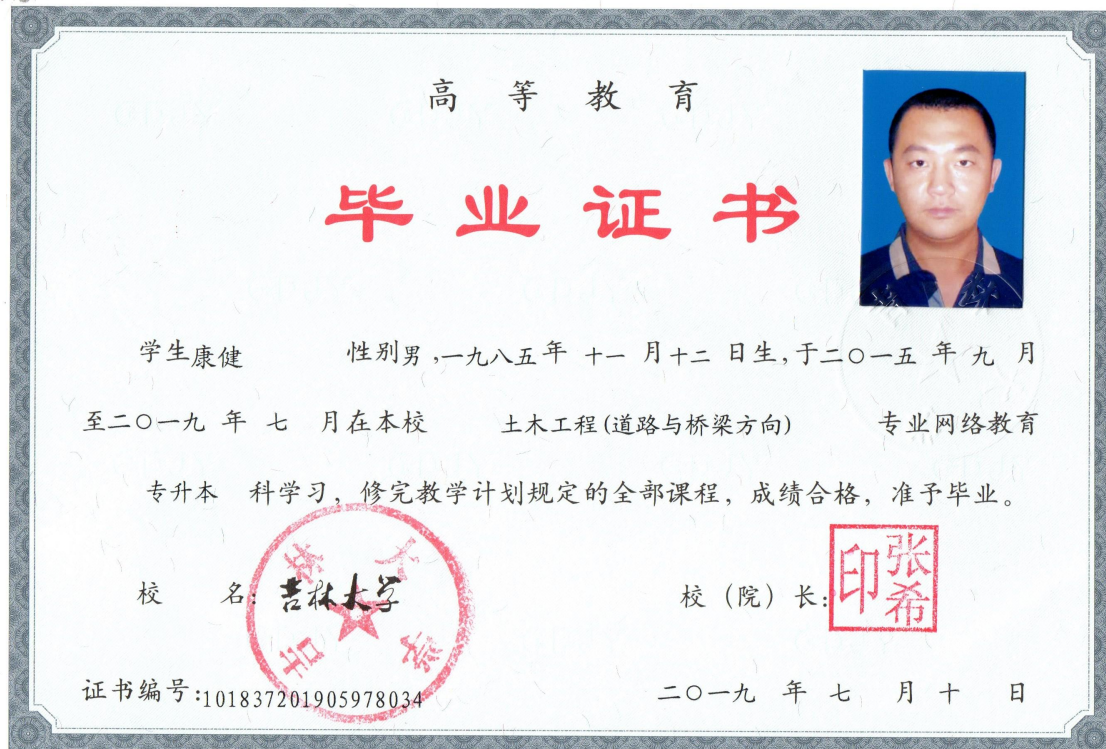 高等教育
毕业证书
学生康健 性别男,一九八五年十一月十二日生,于二〇一五年九月
至二〇一九年七月在本校 土木工程(道路与桥梁方向) 专业网络教育
专升本 科学习，修完教学计划规定的全部课程，成绩合格，准予毕业。
校 名：吉林大学
吉林大学
校（院）长：张希印
证书编号：101837201905978034
二〇一九年七月十日